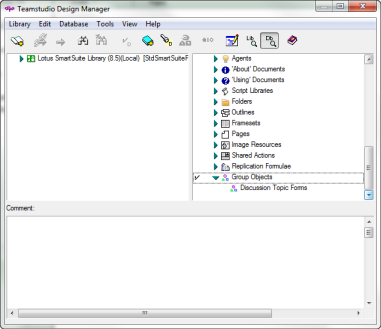 Teamstudio Design Manager
Library Edit Database Tools View Help
Lib Db
Lotus SmartSuite Library (8.5)(Local) [StdSmartSuiteF
Agents
'About' Documents
'Using' Documents
Script Libraries
Folders
Outlines
Framesets
Pages
Image Resources
Shared Actions
Replication Formulae
Group Objects
Discussion Topic Forms
Comment: